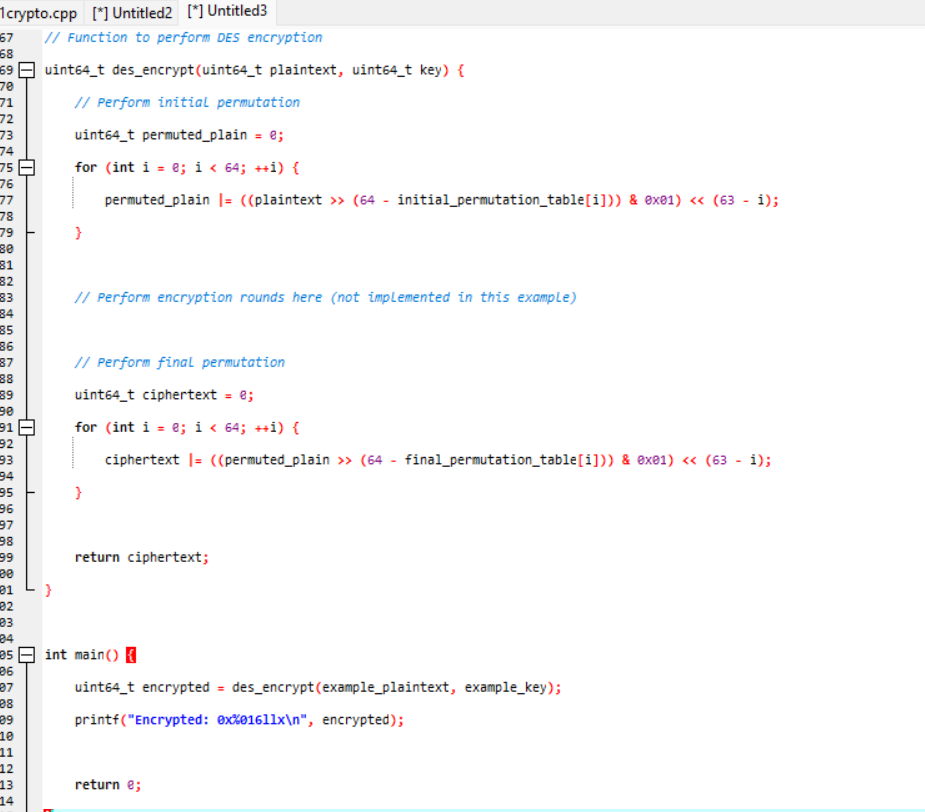 1crypto.cpp [*] Untitled2 [*] Untitled3
67 // Function to perform DES encryption
68
69 uint64_t des_encrypt(uint64_t plaintext, uint64_t key) {
70
71 // Perform initial permutation
72
73 uint64_t permuted_plain = 0;
74
75 for (int i = 0; i < 64; ++i) {
76
77 permuted_plain |= ((plaintext >> (64 - initial_permutation_table[i])) & 0x01) << (63 - i);
78
79 }
80
81
82
83 // Perform encryption rounds here (not implemented in this example)
84
85
86
87 // Perform final permutation
88
89 uint64_t ciphertext = 0;
90
91 for (int i = 0; i < 64; ++i) {
92
93 ciphertext |= ((permuted_plain >> (64 - final_permutation_table[i])) & 0x01) << (63 - i);
94
95 }
96
97
98
99 return ciphertext;
00
01 }
02
03
04
05 int main() {
06
07 uint64_t encrypted = des_encrypt(example_plaintext, example_key);
08
09 printf("Encrypted: 0x%016llx\n", encrypted);
10
11
12
13 return 0;
14